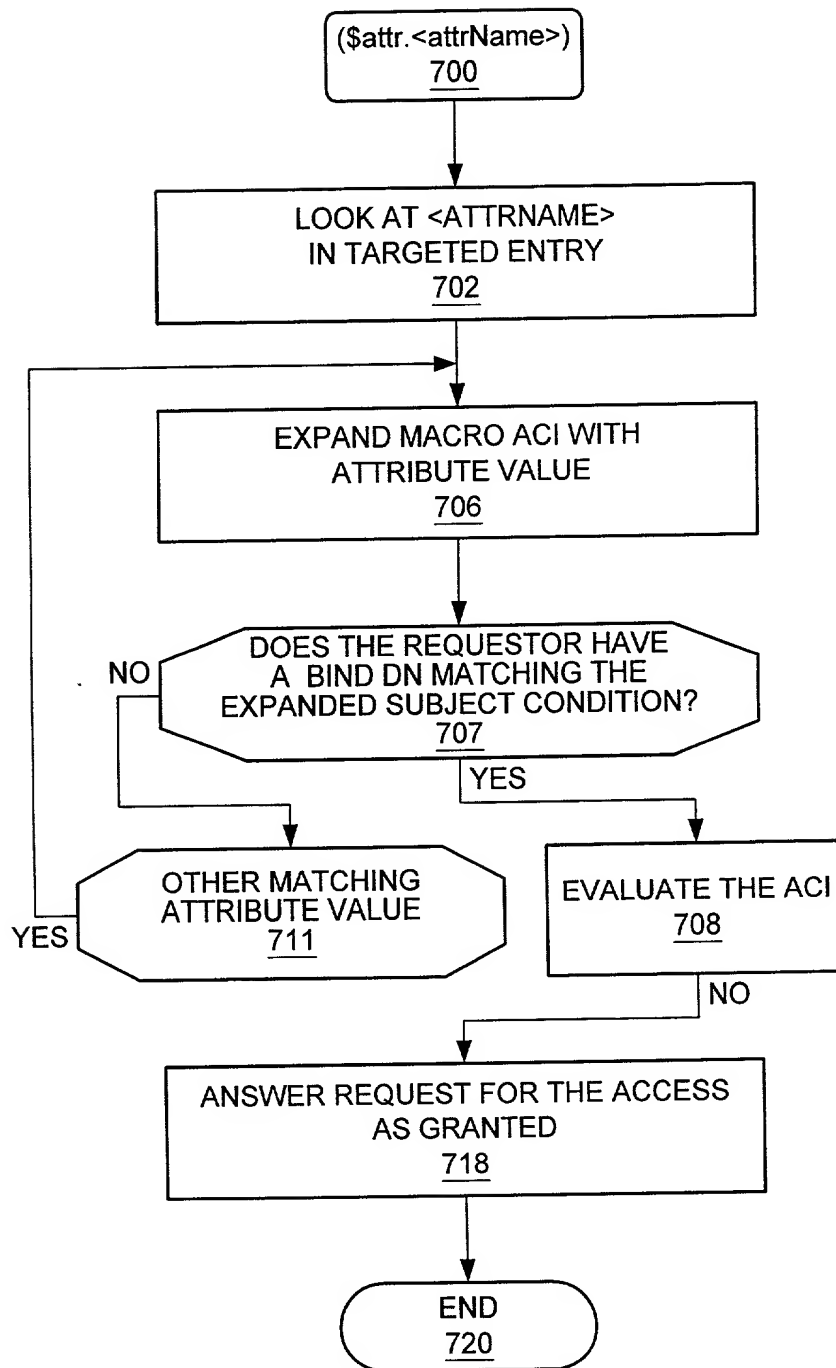 ($attr.<attrName>)
700
LOOK AT <ATTRNAME>
IN TARGETED ENTRY
702
EXPAND MACRO ACI WITH
ATTRIBUTE VALUE
706
DOES THE REQUESTOR HAVE
A BIND DN MATCHING THE
EXPANDED SUBJECT CONDITION?
707
NO
YES
OTHER MATCHING
ATTRIBUTE VALUE
711
YES
EVALUATE THE ACI
708
NO
ANSWER REQUEST FOR THE ACCESS
AS GRANTED
718
END
720